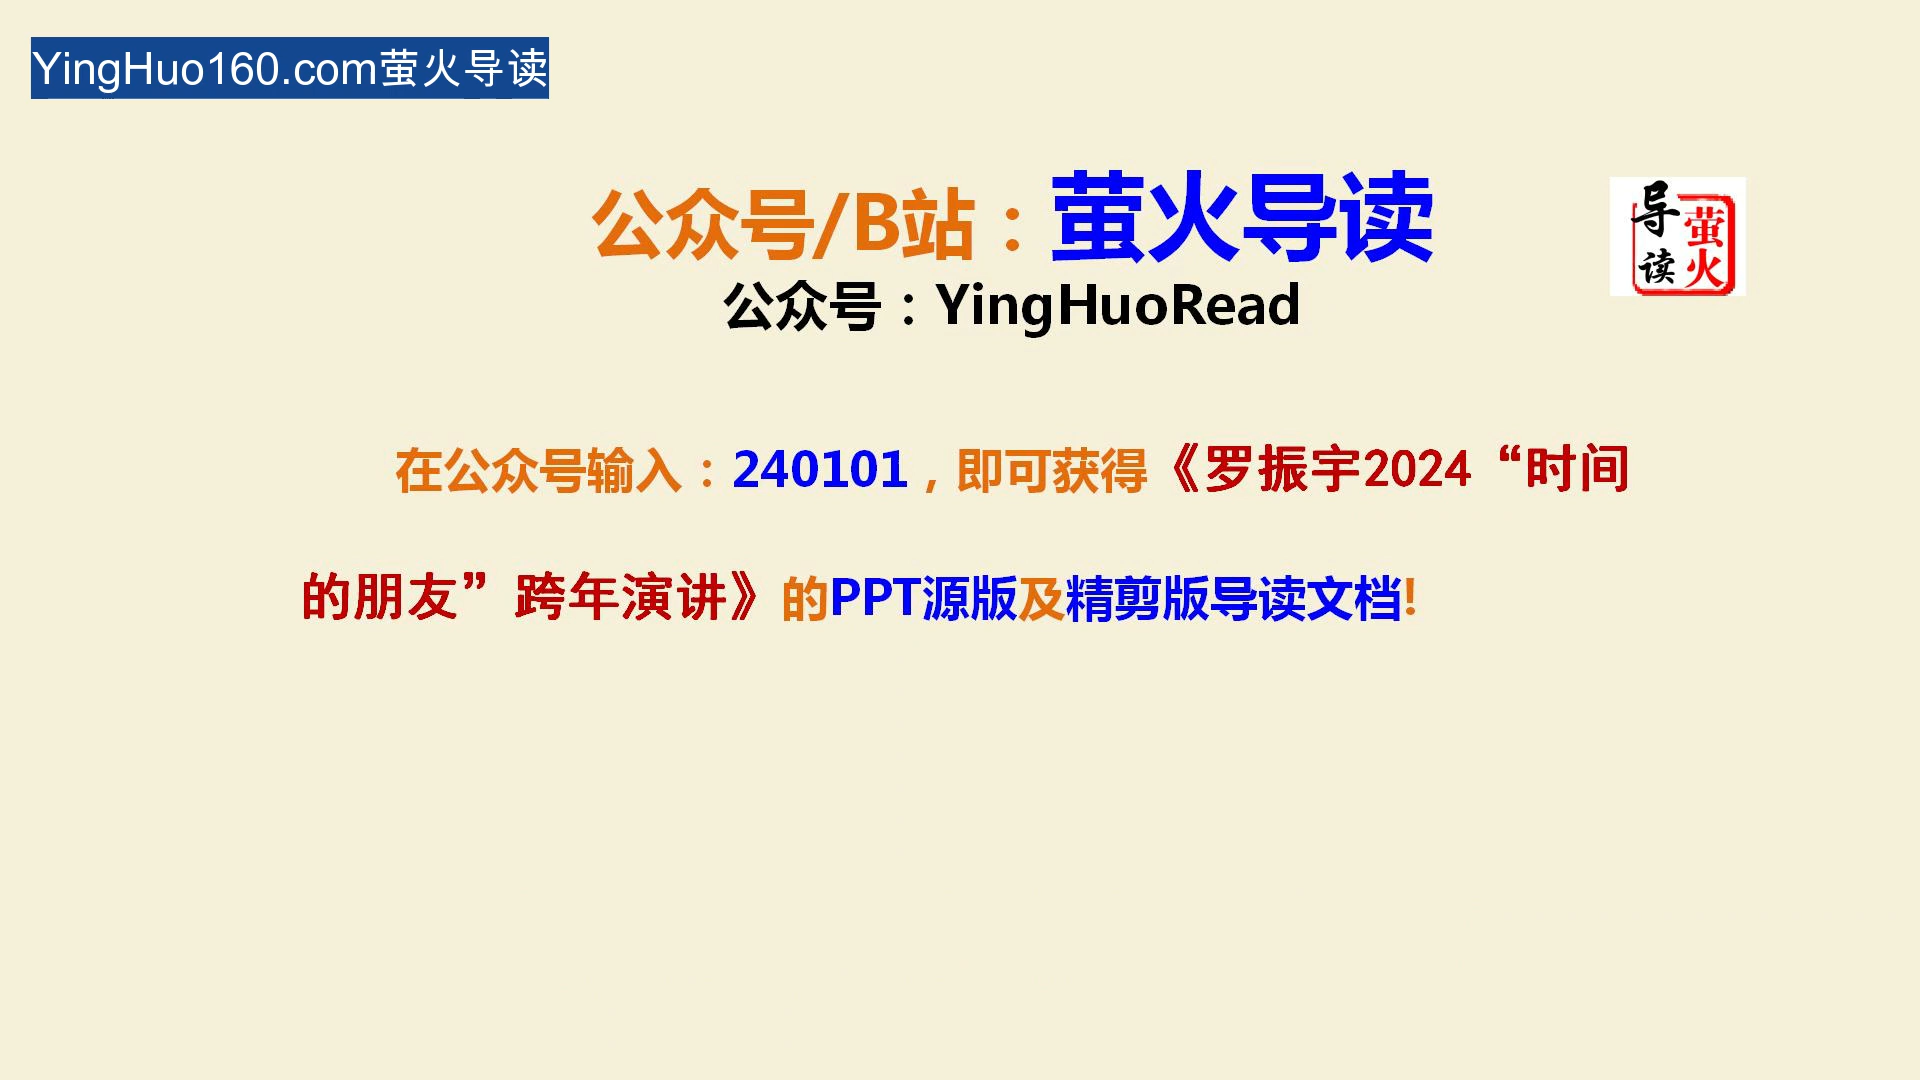 YingHuo160.com萤火导读
公众号/B站：萤火导读
公众号：YingHuoRead
导读
萤火
在公众号输入：240101，即可获得《罗振宇2024“时间
的朋友”跨年演讲》的PPT源版及精剪版导读文档!